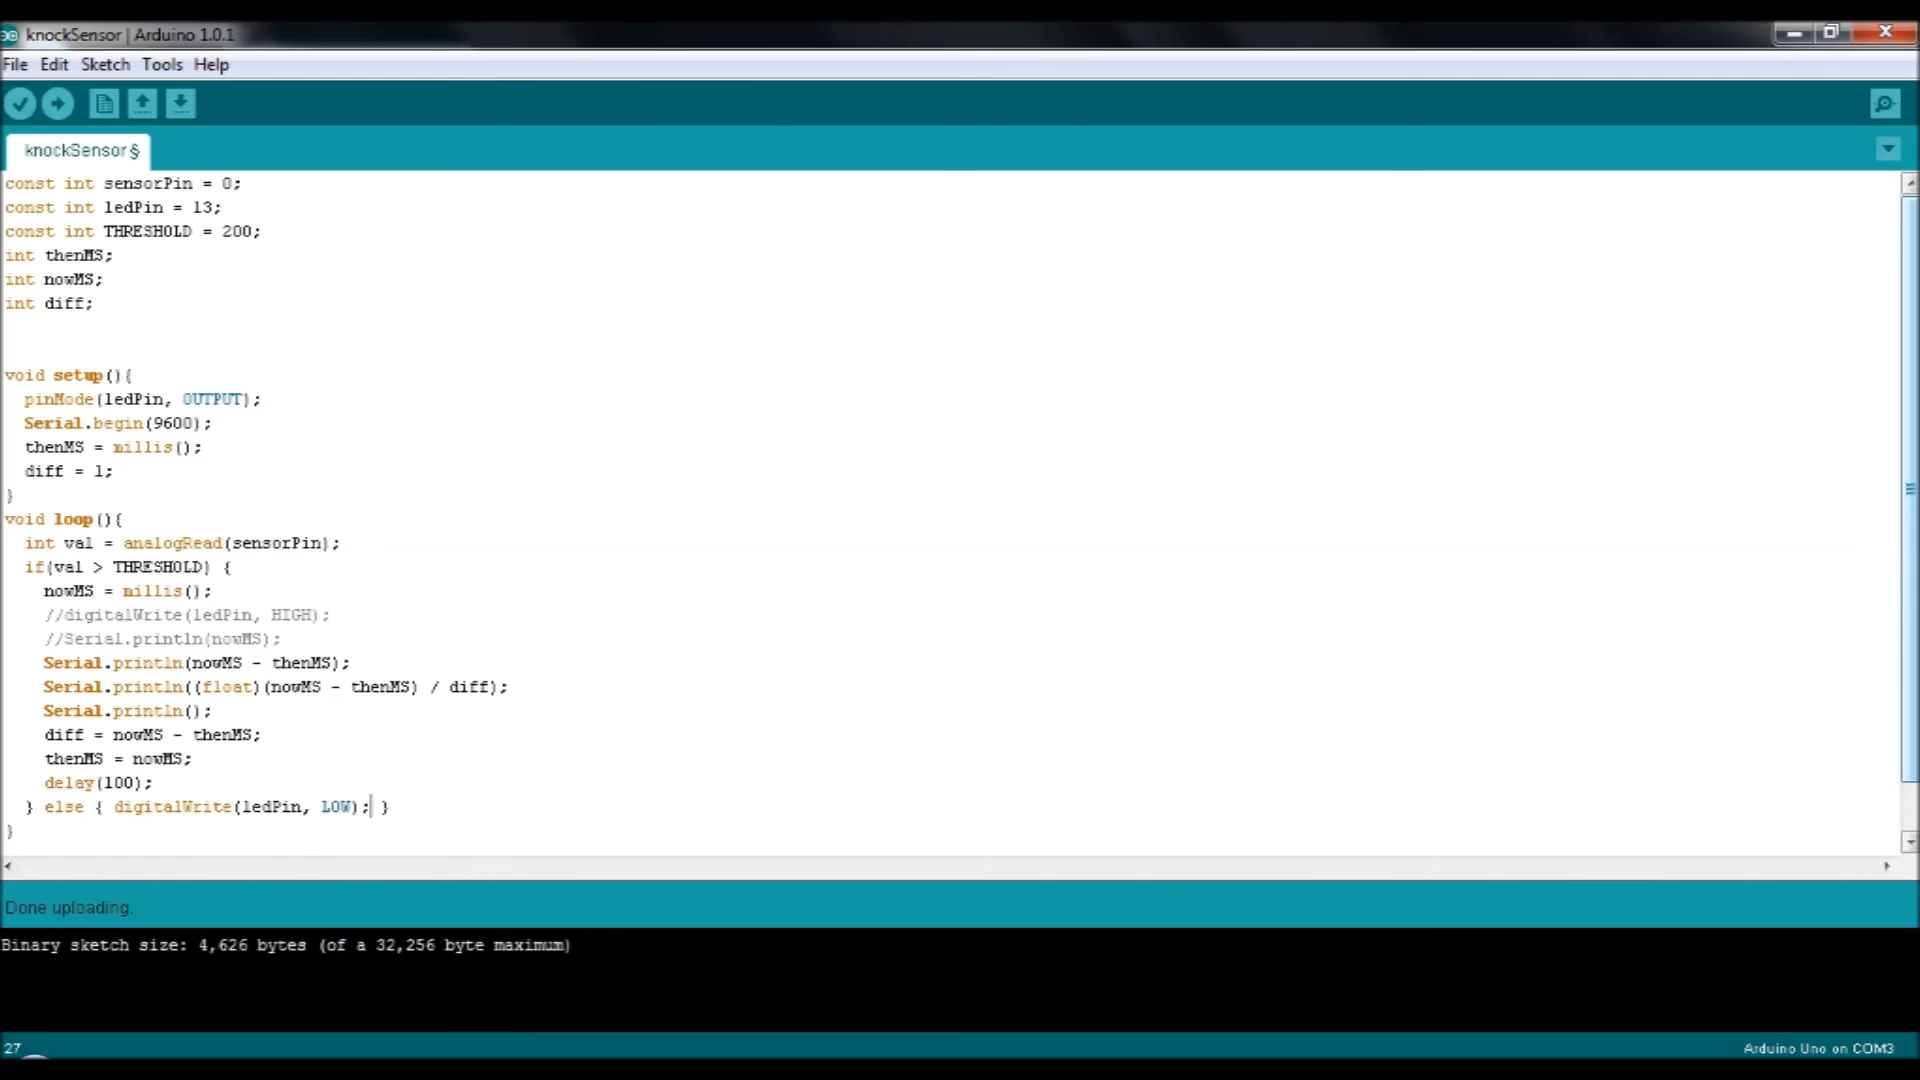 knockSensor | Arduino 1.0.1
File Edit Sketch Tools Help
knockSensor §
const int sensorPin = 0;
const int ledPin = 13;
const int THRESHOLD = 200;
int thenMS;
int nowMS;
int diff;
void setup(){
pinMode(ledPin, OUTPUT);
Serial.begin(9600);
thenMS = millis();
diff = 1;
}
void loop(){
int val = analogRead(sensorPin);
if(val > THRESHOLD) {
nowMS = millis();
//digitalWrite(ledPin, HIGH);
//Serial.println(nowMS);
Serial.println(nowMS - thenMS);
Serial.println((float)(nowMS - thenMS) / diff);
Serial.println();
diff = nowMS - thenMS;
thenMS = nowMS;
delay(100);
} else { digitalWrite(ledPin, LOW); }
}
Done uploading.
Binary sketch size: 4,626 bytes (of a 32,256 byte maximum)
27
Arduino Uno on COM3